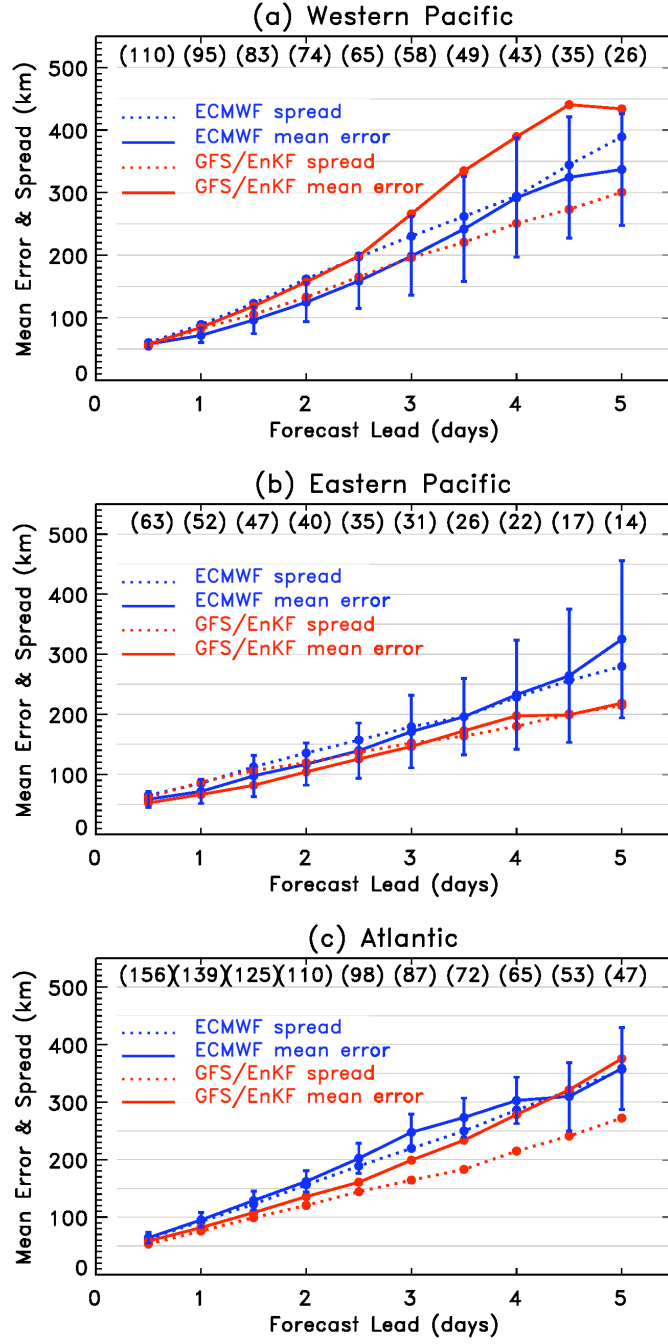 (a) Western Pacific
(110) (95) (83) (74) (65) (58) (49) (43) (35) (26)
500
400
300
200
100
0
Mean Error & Spread (km)
ECMWF spread
ECMWF mean error
GFS/EnKF spread
GFS/EnKF mean error
0 1 2 3 4 5
Forecast Lead (days)
(b) Eastern Pacific
(63) (52) (47) (40) (35) (31) (26) (22) (17) (14)
500
400
300
200
100
0
Mean Error & Spread (km)
ECMWF spread
ECMWF mean error
GFS/EnKF spread
GFS/EnKF mean error
0 1 2 3 4 5
Forecast Lead (days)
(c) Atlantic
(156)(139)(125)(110) (98) (87) (72) (65) (53) (47)
500
400
300
200
100
0
Mean Error & Spread (km)
ECMWF spread
ECMWF mean error
GFS/EnKF spread
GFS/EnKF mean error
0 1 2 3 4 5
Forecast Lead (days)